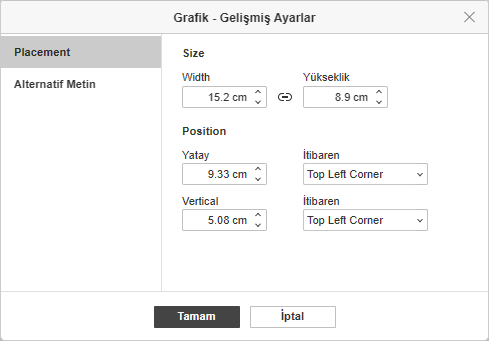 Grafik - Gelişmiş Ayarlar
Placement
Alternatif Metin
Size
Width Yükseklik
15.2 cm 8.9 cm
Position
Yatay İtibaren
9.33 cm Top Left Corner
Vertical İtibaren
5.08 cm Top Left Corner
Tamam İptal